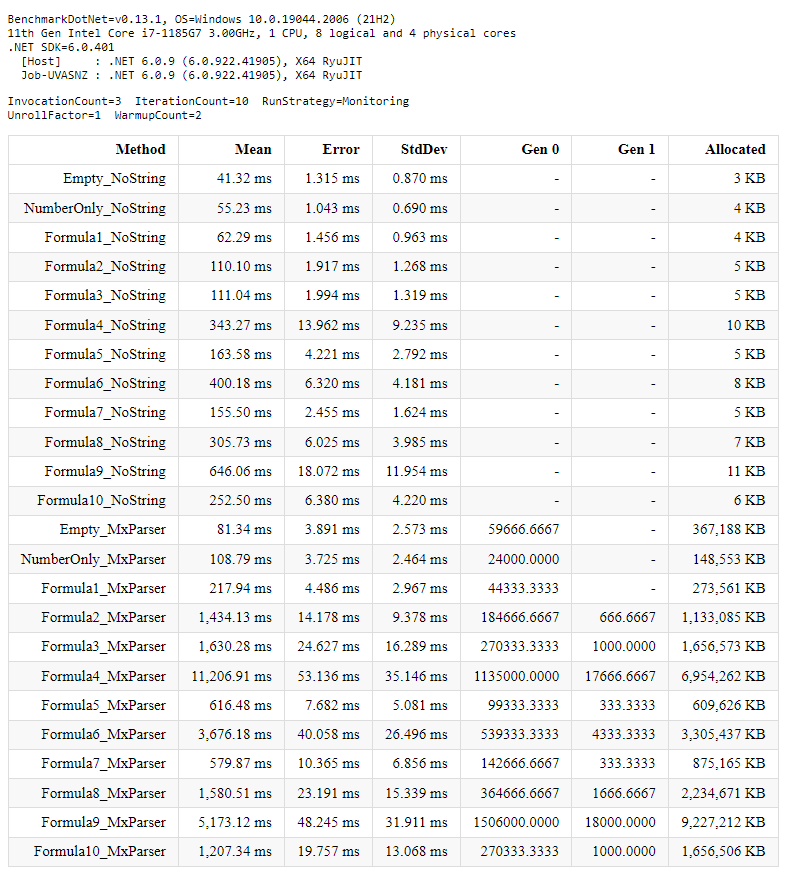 BenchmarkDotNet=v0.13.1, OS=Windows 10.0.19044.2006 (21H2)
11th Gen Intel Core i7-1185G7 3.00GHz, 1 CPU, 8 logical and 4 physical cores
.NET SDK=6.0.401
[Host] : .NET 6.0.9 (6.0.922.41905), X64 RyuJIT
Job-UVASNZ : .NET 6.0.9 (6.0.922.41905), X64 RyuJIT
InvocationCount=3 IterationCount=10 RunStrategy=Monitoring
UnrollFactor=1 WarmupCount=2
Method Mean Error StdDev Gen 0 Gen 1 Allocated
Empty_NoString 41.32 ms 1.315 ms 0.870 ms - - 3 KB
NumberOnly_NoString 55.23 ms 1.043 ms 0.690 ms - - 4 KB
Formula1_NoString 62.29 ms 1.456 ms 0.963 ms - - 4 KB
Formula2_NoString 110.10 ms 1.917 ms 1.268 ms - - 5 KB
Formula3_NoString 111.04 ms 1.994 ms 1.319 ms - - 5 KB
Formula4_NoString 343.27 ms 13.962 ms 9.235 ms - - 10 KB
Formula5_NoString 163.58 ms 4.221 ms 2.792 ms - - 5 KB
Formula6_NoString 400.18 ms 6.320 ms 4.181 ms - - 8 KB
Formula7_NoString 155.50 ms 2.455 ms 1.624 ms - - 5 KB
Formula8_NoString 305.73 ms 6.025 ms 3.985 ms - - 7 KB
Formula9_NoString 646.06 ms 18.072 ms 11.954 ms - - 11 KB
Formula10_NoString 252.50 ms 6.380 ms 4.220 ms - - 6 KB
Empty_MxParser 81.34 ms 3.891 ms 2.573 ms 59666.6667 - 367,188 KB
NumberOnly_MxParser 108.79 ms 3.725 ms 2.464 ms 24000.0000 - 148,553 KB
Formula1_MxParser 217.94 ms 4.486 ms 2.967 ms 44333.3333 - 273,561 KB
Formula2_MxParser 1,434.13 ms 14.178 ms 9.378 ms 184666.6667 666.6667 1,133,085 KB
Formula3_MxParser 1,630.28 ms 24.627 ms 16.289 ms 270333.3333 1000.0000 1,656,573 KB
Formula4_MxParser 11,206.91 ms 53.136 ms 35.146 ms 1135000.0000 17666.6667 6,954,262 KB
Formula5_MxParser 616.48 ms 7.682 ms 5.081 ms 99333.3333 333.3333 609,626 KB
Formula6_MxParser 3,676.18 ms 40.058 ms 26.496 ms 539333.3333 4333.3333 3,305,437 KB
Formula7_MxParser 579.87 ms 10.365 ms 6.856 ms 142666.6667 333.3333 875,165 KB
Formula8_MxParser 1,580.51 ms 23.191 ms 15.339 ms 364666.6667 1666.6667 2,234,671 KB
Formula9_MxParser 5,173.12 ms 48.245 ms 31.911 ms 1506000.0000 18000.0000 9,227,212 KB
Formula10_MxParser 1,207.34 ms 19.757 ms 13.068 ms 270333.3333 1000.0000 1,656,506 KB